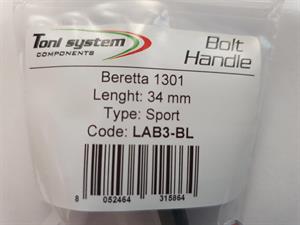 Toni system
COMPONENTS
Bolt
Handle
Beretta 1301
Lenght: 34 mm
Type: Sport
Code: LAB3-BL
8 052464 315864